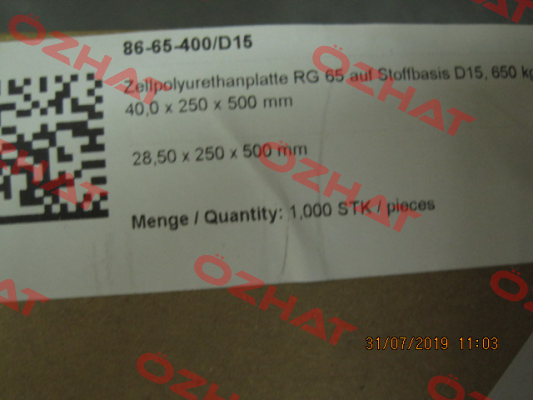 86-65-400/D15
Zellpolyurethanplatte RG 65 auf Stoffbasis D15, 650 kg
40,0 x 250 x 500 mm
28,50 x 250 x 500 mm
Menge / Quantity: 1,000 STK / pieces
31/07/2019 11:03
OZHAT
OZHAT
OZHAT
OZHAT
OZHAT
OZHAT